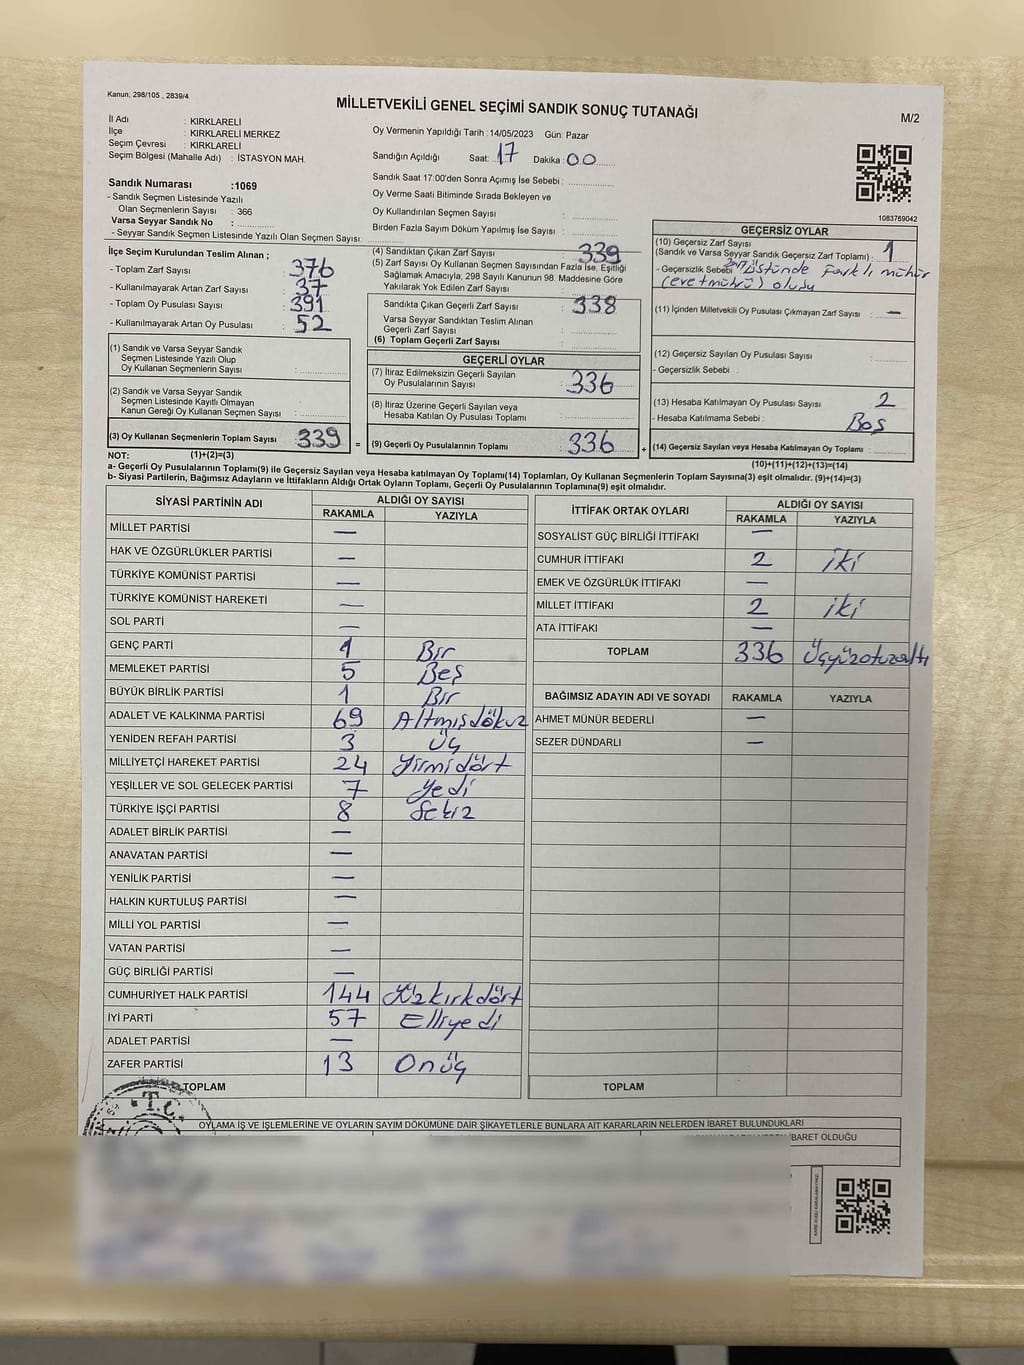 Kanun, 298/105 , 2839/4
MİLLETVEKİLİ GENEL SEÇİMİ SANDIK SONUÇ TUTANAĞI
M/2
İl Adı : KIRKLARELİ
İlçe : KIRKLARELİ MERKEZ
Seçim Çevresi : KIRKLARELİ
Seçim Bölgesi (Mahalle Adı) : İSTASYON MAH.
Sandık Numarası :1069
- Sandık Seçmen Listesinde Yazılı
Olan Seçmenlerin Sayısı : 366
Varsa Seyyar Sandık No :
- Seyyar Sandık Seçmen Listesinde Yazılı Olan Seçmen Sayısı:
Oy Vermenin Yapıldığı Tarih : 14/05/2023 Gün: Pazar
Sandığın Açıldığı Saat: 17 Dakika : 00
Sandık Saat 17:00'den Sonra Açımış İse Sebebi :
Oy Verme Saati Bitiminde Sırada Bekleyen ve
Oy Kullandırılan Seçmen Sayısı :
Birden Fazla Sayım Döküm Yapılmış İse Sayısı :
1083769042
İlçe Seçim Kurulundan Teslim Alınan ;
- Toplam Zarf Sayısı : 376
- Kullanılmayarak Artan Zarf Sayısı : 37
- Toplam Oy Pusulası Sayısı : 391
- Kullanılmayarak Artan Oy Pusulası : 52
(1) Sandık ve Varsa Seyyar Sandık
Seçmen Listesinde Yazılı Olup
Oy Kullanan Seçmenlerin Sayısı :
(2) Sandık ve Varsa Seyyar Sandık
Seçmen Listesinde Kayıtlı Olmayan
Kanun Gereği Oy Kullanan Seçmen Sayısı :
(3) Oy Kullanan Seçmenlerin Toplam Sayısı : 339
(4) Sandıktan Çıkan Zarf Sayısı : 339
(5) Zarf Sayısı Oy Kullanan Seçmen Sayısından Fazla İse, Eşitliği
Sağlamak Amacıyla, 298 Sayılı Kanunun 98. Maddesine Göre
Yakılarak Yok Edilen Zarf Sayısı :
Sandıkta Çıkan Geçerli Zarf Sayısı : 338
Varsa Seyyar Sandıktan Teslim Alınan
Geçerli Zarf Sayısı :
(6) Toplam Geçerli Zarf Sayısı :
GEÇERLİ OYLAR
(7) İtiraz Edilmeksizin Geçerli Sayılan
Oy Pusulalarının Sayısı : 336
(8) İtiraz Üzerine Geçerli Sayılan veya
Hesaba Katılan Oy Pusulası Toplamı :
= (9) Geçerli Oy Pusulalarının Toplamı : 336
GEÇERSİZ OYLAR
(10) Geçersiz Zarf Sayısı
(Sandık ve Varsa Seyyar Sandık Geçersiz Zarf Toplamı) : 1
- Geçersizlik Sebebi : Zarf üstünde farklı mühür
(evet mührü) oluşu
(11) İçinden Milletvekili Oy Pusulası Çıkmayan Zarf Sayısı : —
(12) Geçersiz Sayılan Oy Pusulası Sayısı :
- Geçersizlik Sebebi :
(13) Hesaba Katılmayan Oy Pusulası Sayısı : 2
- Hesaba Katılmama Sebebi : Boş
+ (14) Geçersiz Sayılan veya Hesaba Katılmayan Oy Toplamı :
NOT: (1)+(2)=(3)
(10)+(11)+(12)+(13)=(14)
a- Geçerli Oy Pusulalarının Toplamı(9) ile Geçersiz Sayılan veya Hesaba katılmayan Oy Toplamı(14) Toplamları, Oy Kullanan Seçmenlerin Toplam Sayısına(3) eşit olmalıdır. (9)+(14)=(3)
b- Siyasi Partilerin, Bağımsız Adayların ve İttifakların Aldığı Ortak Oyların Toplamı, Geçerli Oy Pusulalarının Toplamına(9) eşit olmalıdır.
SİYASİ PARTİNİN ADI ALDIĞI OY SAYISI
RAKAMLA YAZIYLA
MİLLET PARTİSİ —
HAK VE ÖZGÜRLÜKLER PARTİSİ —
TÜRKİYE KOMÜNİST PARTİSİ —
TÜRKİYE KOMÜNİST HAREKETİ —
SOL PARTİ —
GENÇ PARTİ 1 Bir
MEMLEKET PARTİSİ 5 Beş
BÜYÜK BİRLİK PARTİSİ 1 Bir
ADALET VE KALKINMA PARTİSİ 69 Altmışdokuz
YENİDEN REFAH PARTİSİ 3 Üç
MİLLİYETÇİ HAREKET PARTİSİ 24 Yirmidört
YEŞİLLER VE SOL GELECEK PARTİSİ 7 Yedi
TÜRKİYE İŞÇİ PARTİSİ 8 Sekiz
ADALET BİRLİK PARTİSİ —
ANAVATAN PARTİSİ —
YENİLİK PARTİSİ —
HALKIN KURTULUŞ PARTİSİ —
MİLLİ YOL PARTİSİ —
VATAN PARTİSİ —
GÜÇ BİRLİĞİ PARTİSİ —
CUMHURİYET HALK PARTİSİ 144 Yüzkırkdört
İYİ PARTİ 57 Elliyedi
ADALET PARTİSİ —
ZAFER PARTİSİ 13 Onüç
TOPLAM
İTTİFAK ORTAK OYLARI ALDIĞI OY SAYISI
RAKAMLA YAZIYLA
SOSYALİST GÜÇ BİRLİĞİ İTTİFAKI —
CUMHUR İTTİFAKI 2 iki
EMEK VE ÖZGÜRLÜK İTTİFAKI —
MİLLET İTTİFAKI 2 iki
ATA İTTİFAKI —
TOPLAM 336 Üçyüzotuzaltı
BAĞIMSIZ ADAYIN ADI VE SOYADI RAKAMLA YAZIYLA
AHMET MÜNÜR BEDERLİ —
SEZER DÜNDARLI —
TOPLAM
T.C.
OYLAMA İŞ VE İŞLEMLERİNE VE OYLARIN SAYIM DÖKÜMÜNE DAİR ŞİKAYETLERLE BUNLARA AİT KARARLARIN NELERDEN İBARET BULUNDUKLARI
İBARET OLDUĞU